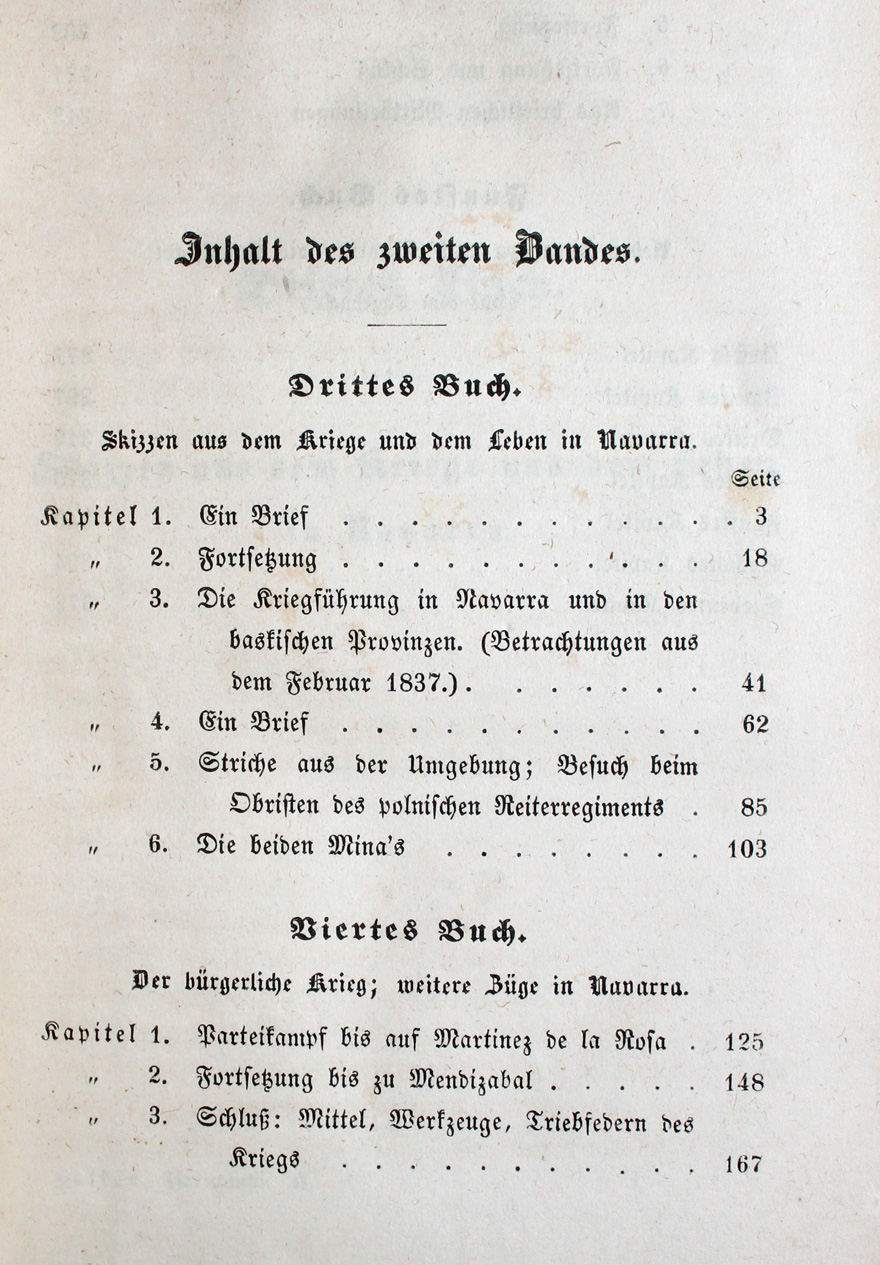 Inhalt des zweiten Bandes.
Drittes Buch.
Skizzen aus dem Kriege und dem Leben in Navarra.
Seite
Kapitel 1. Ein Brief . . . . . . . . . . . . 3
„ 2. Fortsetzung . . . . . . . . . . . 18
„ 3. Die Kriegführung in Navarra und in den
baskischen Provinzen. (Betrachtungen aus
dem Februar 1837.) . . . . . . . 41
„ 4. Ein Brief . . . . . . . . . . . 62
„ 5. Striche aus der Umgebung; Besuch beim
Obristen des polnischen Reiterregiments . 85
„ 6. Die beiden Mina's . . . . . . . . 103
Viertes Buch.
Der bürgerliche Krieg; weitere Züge in Navarra.
Kapitel 1. Parteikampf bis auf Martinez de la Rosa . 125
„ 2. Fortsetzung bis zu Mendizabal . . . . . 148
„ 3. Schluß: Mittel, Werkzeuge, Triebfedern des
Kriegs . . . . . . . . . . . 167